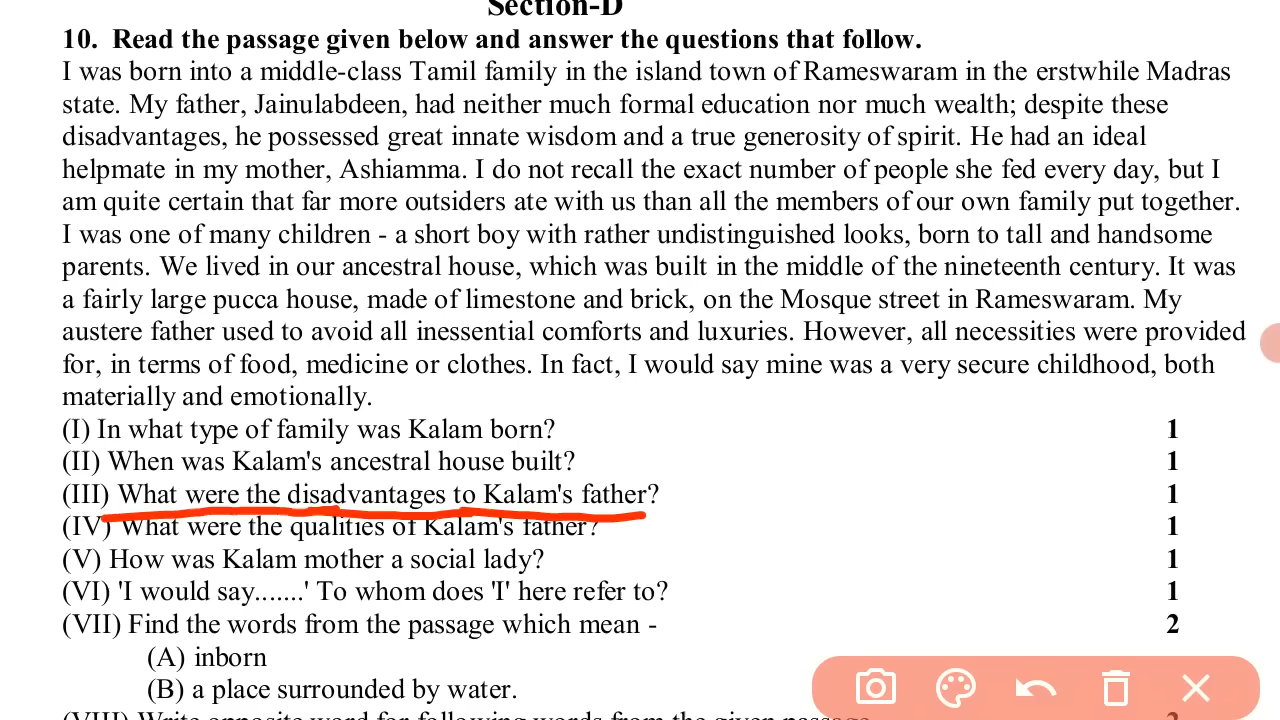 Section-D
10. Read the passage given below and answer the questions that follow.
I was born into a middle-class Tamil family in the island town of Rameswaram in the erstwhile Madras
state. My father, Jainulabdeen, had neither much formal education nor much wealth; despite these
disadvantages, he possessed great innate wisdom and a true generosity of spirit. He had an ideal
helpmate in my mother, Ashiamma. I do not recall the exact number of people she fed every day, but I
am quite certain that far more outsiders ate with us than all the members of our own family put together.
I was one of many children - a short boy with rather undistinguished looks, born to tall and handsome
parents. We lived in our ancestral house, which was built in the middle of the nineteenth century. It was
a fairly large pucca house, made of limestone and brick, on the Mosque street in Rameswaram. My
austere father used to avoid all inessential comforts and luxuries. However, all necessities were provided
for, in terms of food, medicine or clothes. In fact, I would say mine was a very secure childhood, both
materially and emotionally.
(I) In what type of family was Kalam born? 1
(II) When was Kalam's ancestral house built? 1
(III) What were the disadvantages to Kalam's father? 1
(IV) What were the qualities of Kalam's father? 1
(V) How was Kalam mother a social lady? 1
(VI) 'I would say.......' To whom does 'I' here refer to? 1
(VII) Find the words from the passage which mean - 2
(A) inborn
(B) a place surrounded by water.
(VIII) Write opposite word for following words from the given passage 2